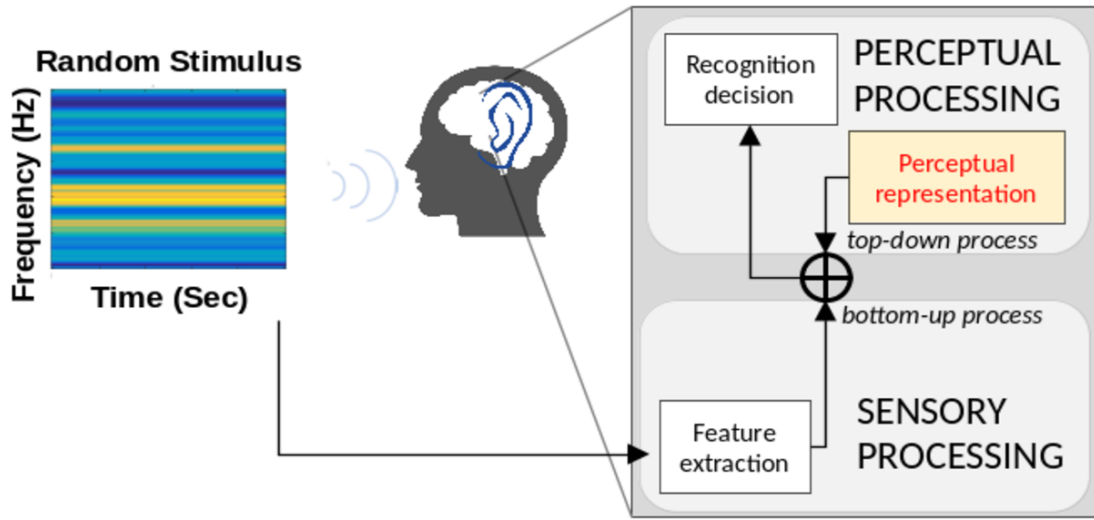 Random Stimulus
Frequency (Hz)
Time (Sec)
PERCEPTUAL
PROCESSING
Recognition
decision
Perceptual
representation
top-down process
bottom-up process
SENSORY
PROCESSING
Feature
extraction